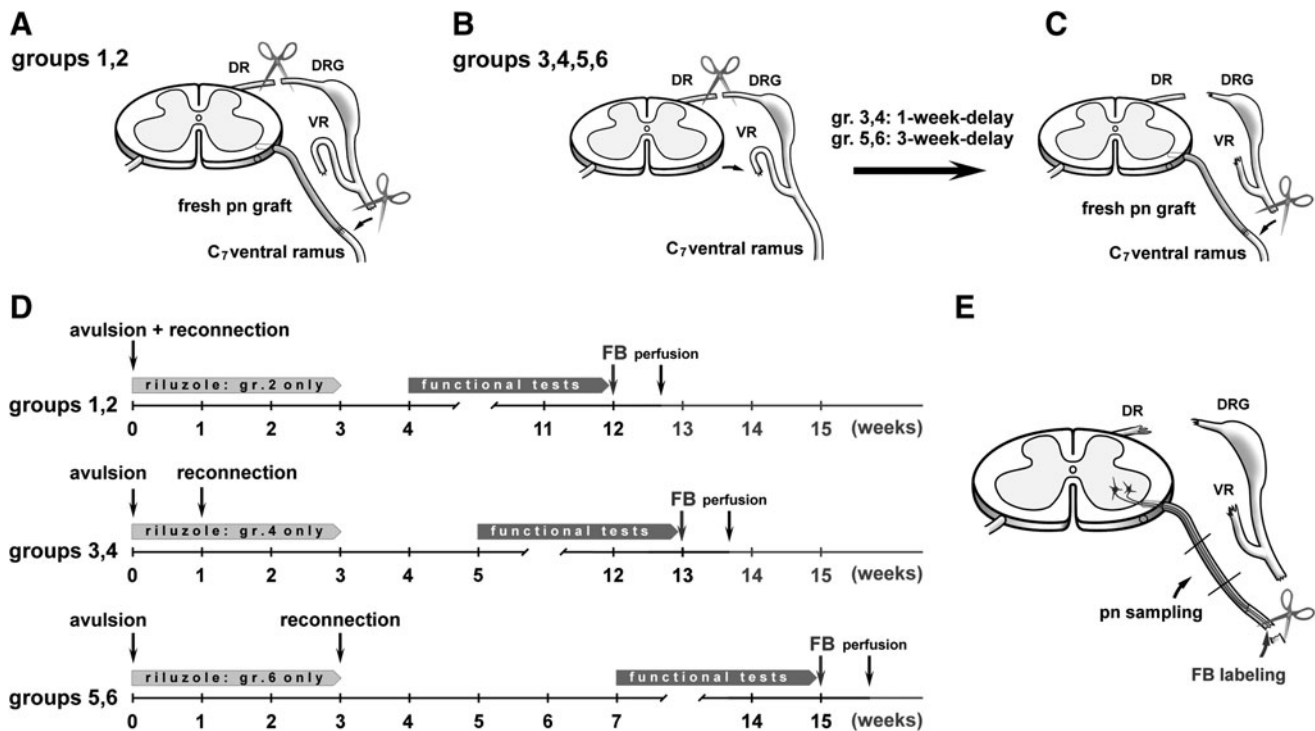 A
groups 1,2
DR
DRG
VR
fresh pn graft
C₇ ventral ramus
B
groups 3,4,5,6
DR
DRG
VR
C₇ ventral ramus
gr. 3,4: 1-week-delay
gr. 5,6: 3-week-delay
C
DR
DRG
VR
fresh pn graft
C₇ ventral ramus
D
avulsion + reconnection
FB perfusion
riluzole: gr.2 only functional tests
groups 1,2
0 1 2 3 4 11 12 13 14 15 (weeks)
avulsion reconnection
FB perfusion
riluzole: gr.4 only functional tests
groups 3,4
0 1 2 3 4 5 12 13 14 15 (weeks)
avulsion reconnection
FB perfusion
riluzole: gr.6 only functional tests
groups 5,6
0 1 2 3 4 5 6 7 14 15 (weeks)
E
DR
DRG
VR
pn sampling
FB labeling